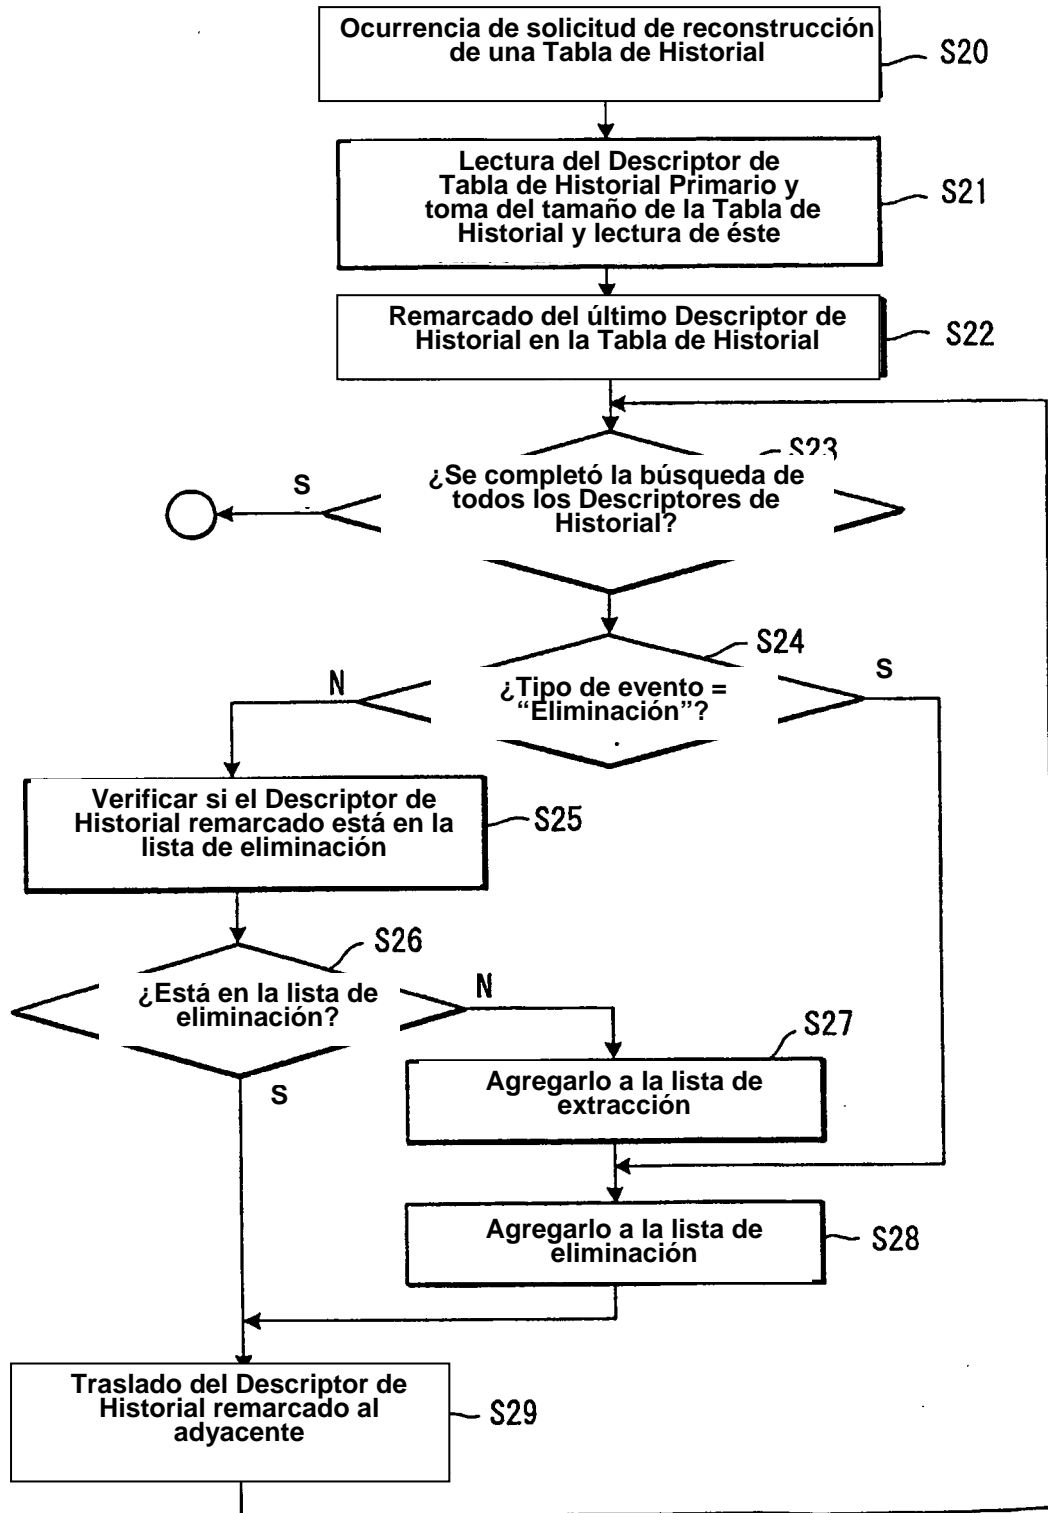 Ocurrencia de solicitud de reconstrucción
de una Tabla de Historial
S20
Lectura del Descriptor de
Tabla de Historial Primario y
toma del tamaño de la Tabla de
Historial y lectura de éste
S21
Remarcado del último Descriptor de
Historial en la Tabla de Historial
S22
S23
¿Se completó la búsqueda de
todos los Descriptores de
Historial?
S
S24
¿Tipo de evento =
“Eliminación”?
N
S
Verificar si el Descriptor de
Historial remarcado está en la
lista de eliminación
S25
S26
¿Está en la lista de
eliminación?
N
S
S27
Agregarlo a la lista de
extracción
Agregarlo a la lista de
eliminación
S28
Traslado del Descriptor de
Historial remarcado al
adyacente
S29